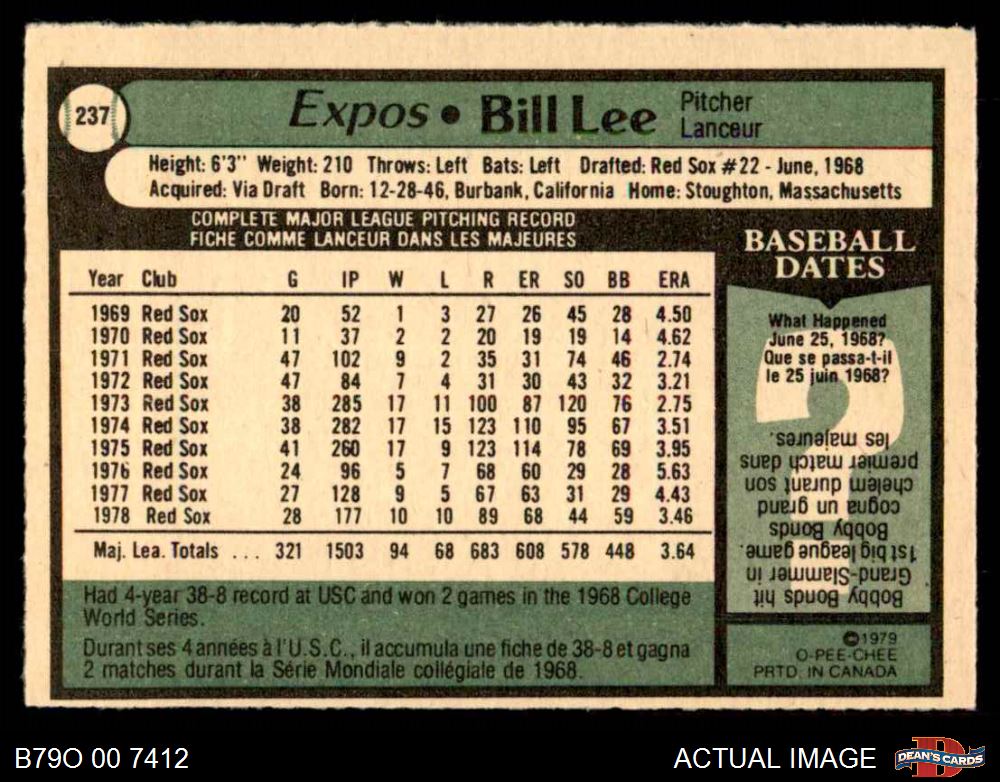 237
Expos • Bill Lee Pitcher
Lanceur
Height: 6'3" Weight: 210 Throws: Left Bats: Left Drafted: Red Sox #22 - June, 1968
Acquired: Via Draft Born: 12-28-46, Burbank, California Home: Stoughton, Massachusetts
COMPLETE MAJOR LEAGUE PITCHING RECORD
FICHE COMME LANCEUR DANS LES MAJEURES
Year Club G IP W L R ER SO BB ERA
1969 Red Sox 20 52 1 3 27 26 45 28 4.50
1970 Red Sox 11 37 2 2 20 19 19 14 4.62
1971 Red Sox 47 102 9 2 35 31 74 46 2.74
1972 Red Sox 47 84 7 4 31 30 43 32 3.21
1973 Red Sox 38 285 17 11 100 87 120 76 2.75
1974 Red Sox 38 282 17 15 123 110 95 67 3.51
1975 Red Sox 41 260 17 9 123 114 78 69 3.95
1976 Red Sox 24 96 5 7 68 60 29 28 5.63
1977 Red Sox 27 128 9 5 67 63 31 29 4.43
1978 Red Sox 28 177 10 10 89 68 44 59 3.46
Maj. Lea. Totals ... 321 1503 94 68 683 608 578 448 3.64
Had 4-year 38-8 record at USC and won 2 games in the 1968 College
World Series.
Durant ses 4 années à l'U.S.C., il accumula une fiche de 38-8 et gagna
2 matches durant la Série Mondiale collégiale de 1968.
BASEBALL
DATES
What Happened
June 25, 1968?
Que se passa-t-il
le 25 juin 1968?
Bobby Bonds hit
Grand-Slammer in
1st big league game.
Bobby Bonds
cogna un grand
chelem durant son
premier match dans
les majeures.
©1979
O-PEE-CHEE
PRTD. IN CANADA
B79O 00 7412
ACTUAL IMAGE
DEAN'S CARDS